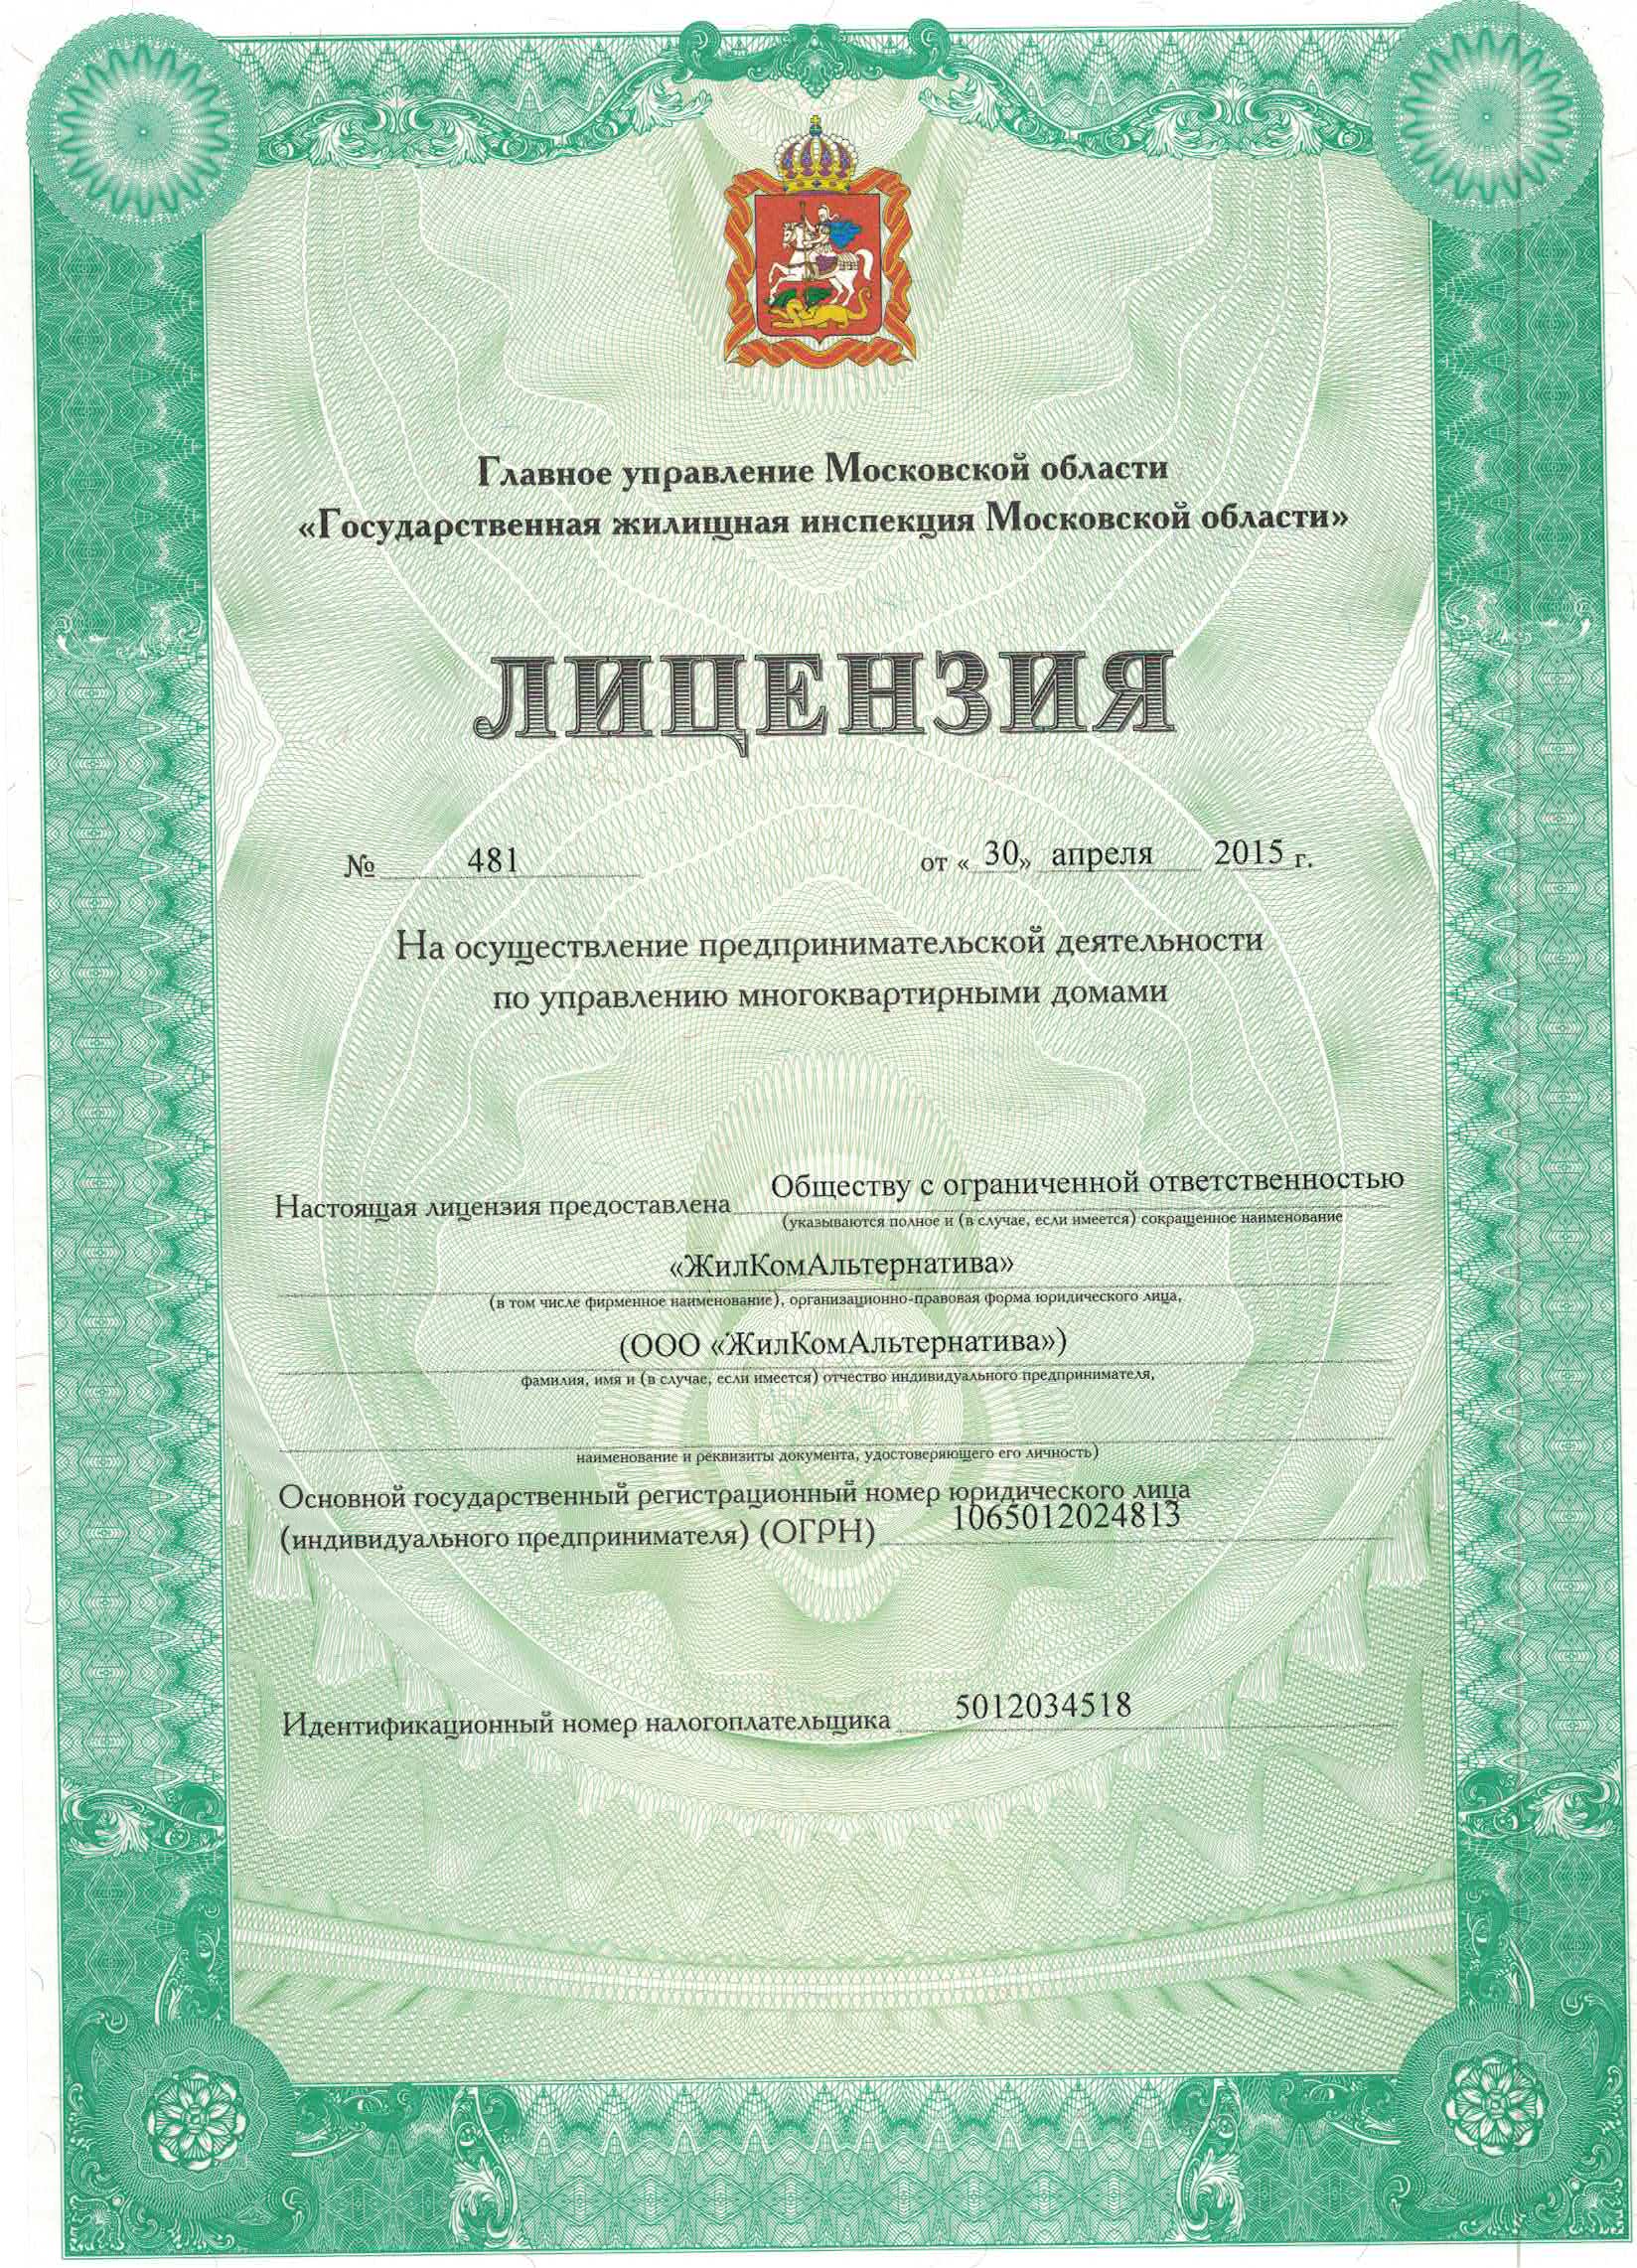 Главное управление Московской области
«Государственная жилищная инспекция Московской области»
ЛИЦЕНЗИЯ
№ 481 от «30» апреля 2015 г.
На осуществление предпринимательской деятельности
по управлению многоквартирными домами
Настоящая лицензия предоставлена Обществу с ограниченной ответственностью
(указываются полное и (в случае, если имеется) сокращенное наименование
«ЖилКомАльтернатива»
(в том числе фирменное наименование), организационно-правовая форма юридического лица,
(ООО «ЖилКомАльтернатива»)
фамилия, имя и (в случае, если имеется) отчество индивидуального предпринимателя,
наименование и реквизиты документа, удостоверяющего его личность)
Основной государственный регистрационный номер юридического лица
(индивидуального предпринимателя) (ОГРН) 1065012024813
Идентификационный номер налогоплательщика 5012034518